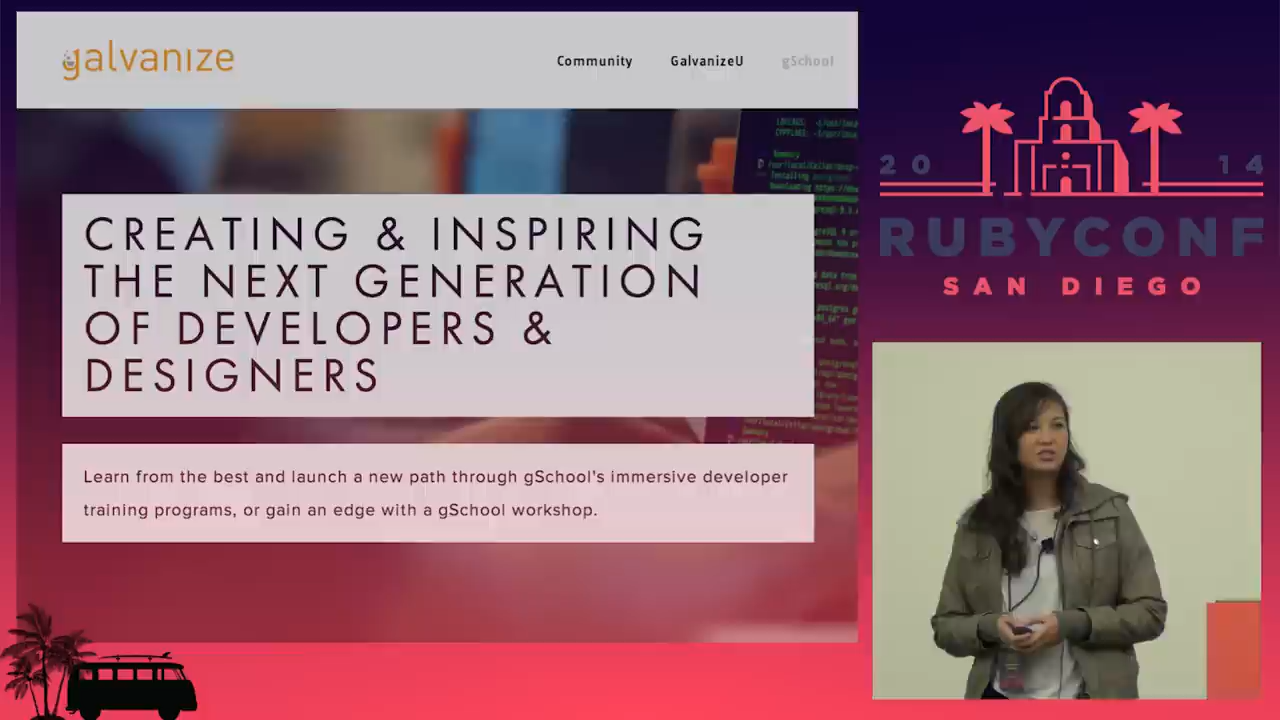 galvanize
Community GalvanizeU gSchool
CREATING & INSPIRING
THE NEXT GENERATION
OF DEVELOPERS &
DESIGNERS
Learn from the best and launch a new path through gSchool's immersive developer
training programs, or gain an edge with a gSchool workshop.
2014
RUBYCONF
SAN DIEGO